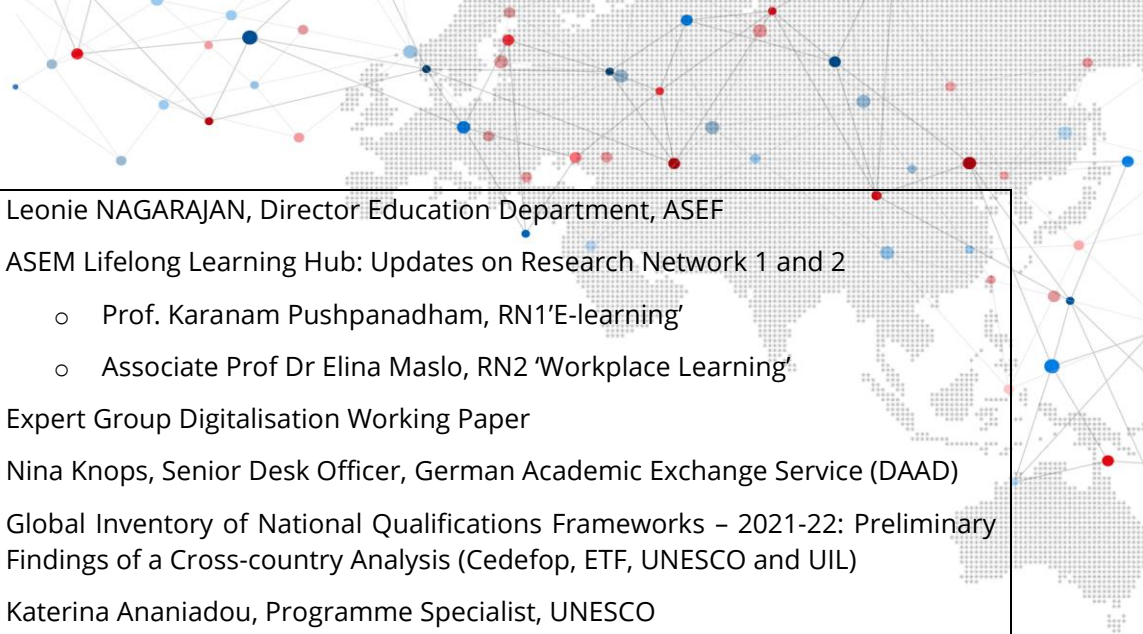 Leonie NAGARAJAN, Director Education Department, ASEF
ASEM Lifelong Learning Hub: Updates on Research Network 1 and 2
o Prof. Karanam Pushpanadham, RN1'E-learning'
o Associate Prof Dr Elina Maslo, RN2 ‘Workplace Learning’
Expert Group Digitalisation Working Paper
Nina Knops, Senior Desk Officer, German Academic Exchange Service (DAAD)
Global Inventory of National Qualifications Frameworks – 2021-22: Preliminary
Findings of a Cross-country Analysis (Cedefop, ETF, UNESCO and UIL)
Katerina Ananiadou, Programme Specialist, UNESCO